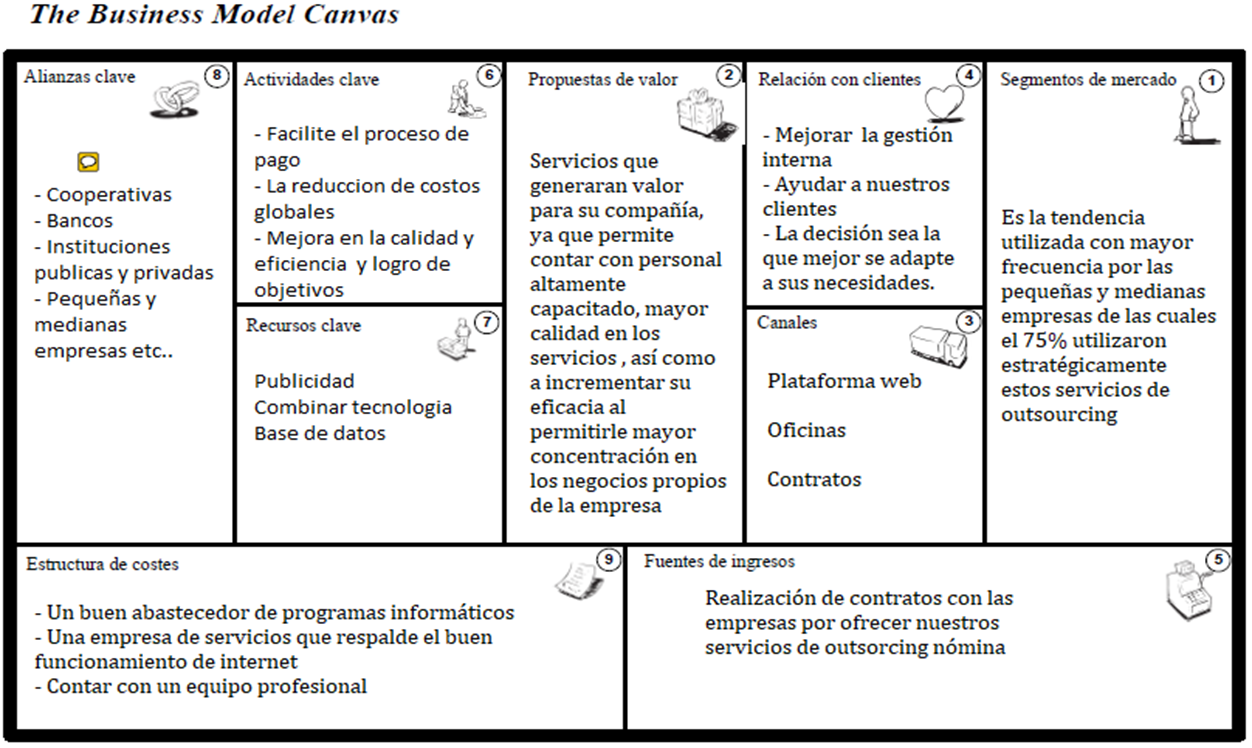 The Business Model Canvas
Alianzas clave
8
- Cooperativas
- Bancos
- Instituciones
publicas y privadas
- Pequeñas y
medianas
empresas etc..
Actividades clave
6
- Facilite el proceso de
pago
- La reduccion de costos
globales
- Mejora en la calidad y
eficiencia y logro de
objetivos
Recursos clave
7
Publicidad
Combinar tecnologia
Base de datos
Propuestas de valor
2
Servicios que
generaran valor
para su compañía,
ya que permite
contar con personal
altamente
capacitado, mayor
calidad en los
servicios , así como
a incrementar su
eficacia al
permitirle mayor
concentración en
los negocios propios
de la empresa
Relación con clientes
4
- Mejorar la gestión
interna
- Ayudar a nuestros
clientes
- La decisión sea la
que mejor se adapte
a sus necesidades.
Canales
3
Plataforma web
Oficinas
Contratos
Segmentos de mercado
1
Es la tendencia
utilizada con mayor
frecuencia por las
pequeñas y medianas
empresas de las cuales
el 75% utilizaron
estratégicamente
estos servicios de
outsourcing
Estructura de costes
9
- Un buen abastecedor de programas informáticos
- Una empresa de servicios que respalde el buen
funcionamiento de internet
- Contar con un equipo profesional
Fuentes de ingresos
5
Realización de contratos con las
empresas por ofrecer nuestros
servicios de outsorcing nómina